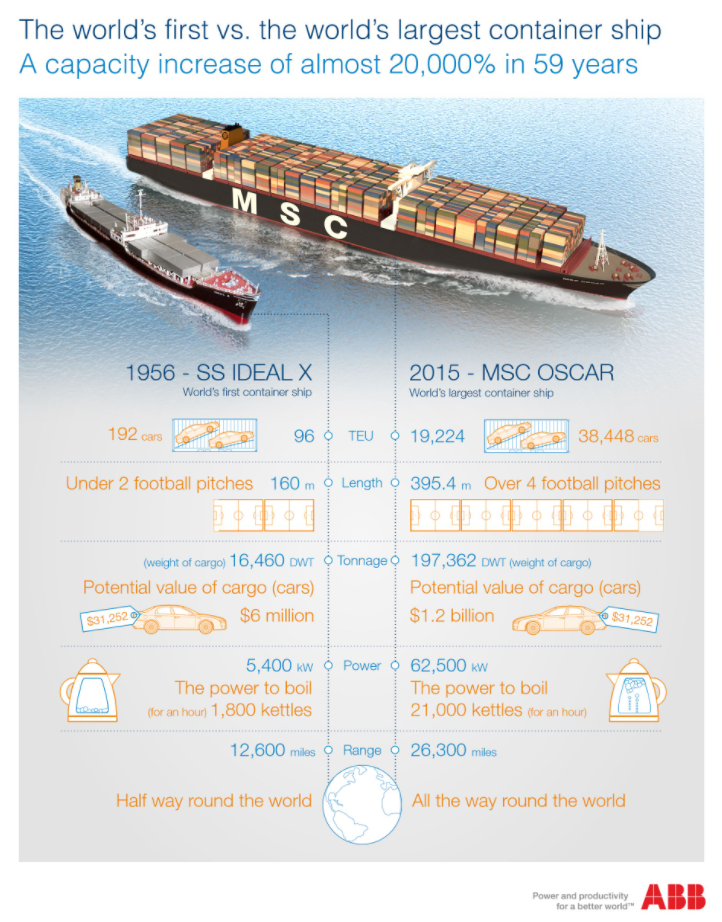 The world's first vs. the world's largest container ship
A capacity increase of almost 20,000% in 59 years
M S C
1956 - SS IDEAL X
World's first container ship
2015 - MSC OSCAR
World's largest container ship
192 cars 96 TEU 19,224 38,448 cars
Under 2 football pitches 160 m Length 395.4 m Over 4 football pitches
(weight of cargo) 16,460 DWT Tonnage 197,362 DWT (weight of cargo)
Potential value of cargo (cars) Potential value of cargo (cars)
$31,252 $6 million $1.2 billion $31,252
5,400 kW Power 62,500 kW
The power to boil The power to boil
(for an hour) 1,800 kettles 21,000 kettles (for an hour)
12,600 miles Range 26,300 miles
Half way round the world All the way round the world
Power and productivity
for a better world™
ABB